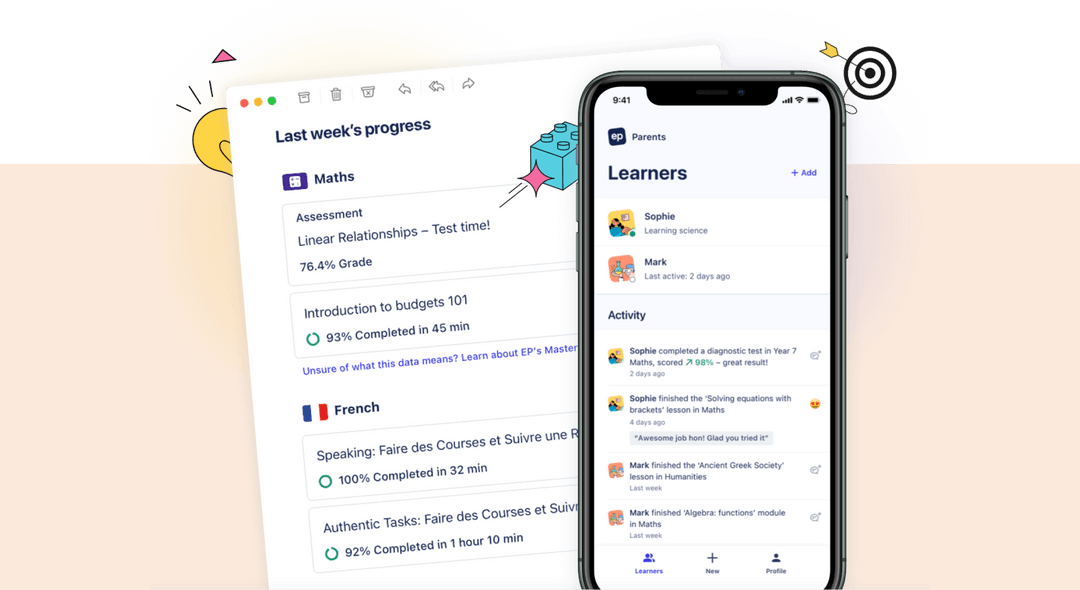 Last week's progress
Maths
Assessment
Linear Relationships – Test time!
76.4% Grade
Introduction to budgets 101
93% Completed in 45 min
Unsure of what this data means? Learn about EP's Master
French
Speaking: Faire des Courses et Suivre une R
100% Completed in 32 min
Authentic Tasks: Faire des Courses et Suiv
92% Completed in 1 hour 10 min
9:41
ep Parents
Learners
+ Add
Sophie
Learning science
Mark
Last active: 2 days ago
Activity
Sophie completed a diagnostic test in Year 7
Maths, scored ↗ 98% – great result!
2 days ago
Sophie finished the 'Solving equations with
brackets' lesson in Maths
4 days ago
"Awesome job hon! Glad you tried it"
Mark finished the 'Ancient Greek Society'
lesson in Humanities
Last week
Mark finished 'Algebra: functions' module
in Maths
Last week
Learners
New
Profile